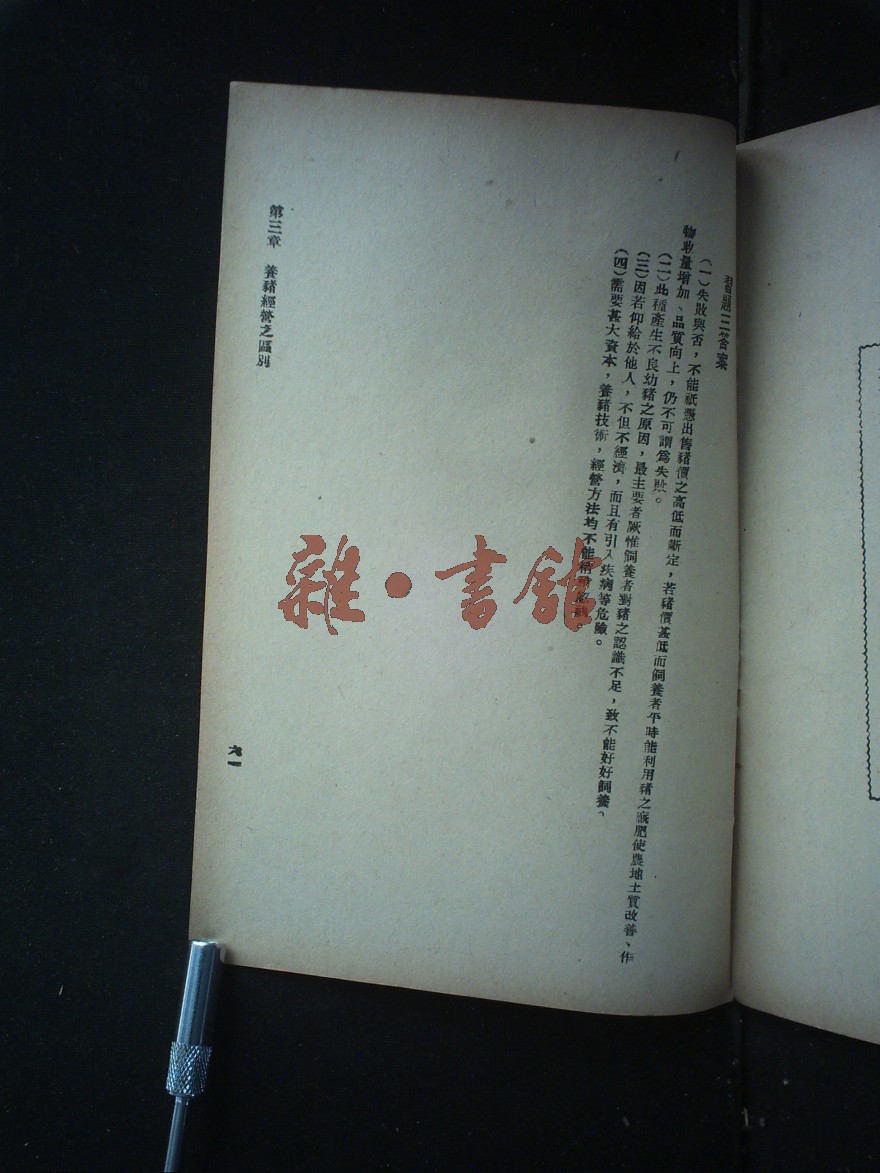 習題三答案
(一)失敗與否,不能祇憑出售豬價之高低而斷定,若豬價甚低而飼養者平時能利用豬之廐肥使農地土質改善、作
物收量增加、品質向上,仍不可謂爲失敗。
(二)此種產生不良幼豬之原因,最主要者厥惟飼養者對豬之認識不足,致不能好好飼養、
(三)因若仰給於他人,不但不經濟,而且有引入疾病等危險。
(四)需要甚大資本,養豬技術,經營方法均不能稍
第三章 養豬經營之區別
六一
雜·書館